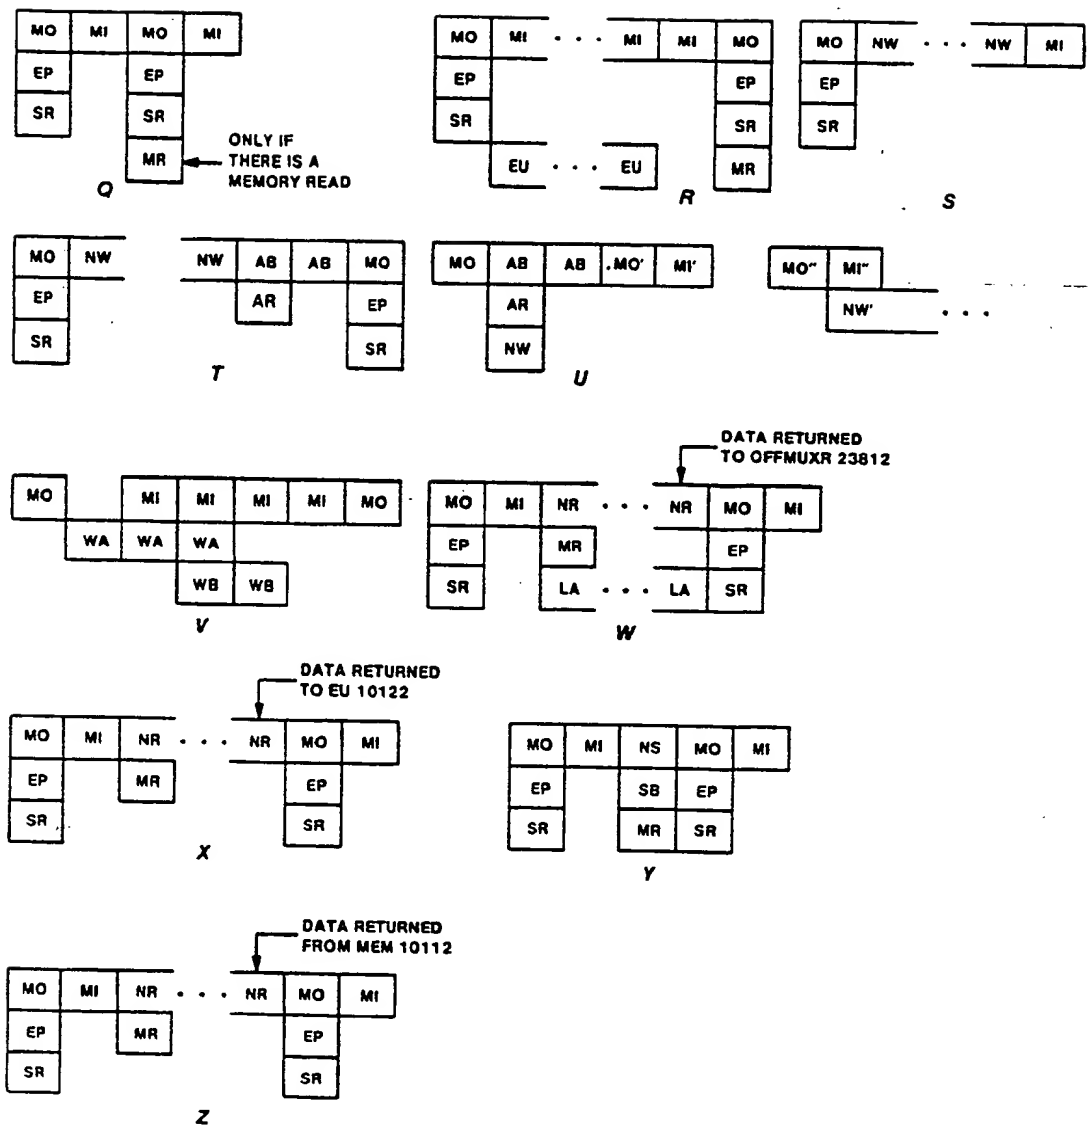 MO MI MO MI
EP EP
SR SR
MR
ONLY IF
THERE IS A
MEMORY READ
Q
MO MI . . . MI MI MO
EP EP
SR SR
EU . . . EU MR
R
MO NW . . . NW MI
EP
SR
S
MO NW NW AB AB MO
EP AR EP
SR SR
T
MO AB AB .MO' MI'
AR
NW
U
MO" MI"
NW' . . .
MO MI MI MI MI MO
WA WA WA
WB WB
V
DATA RETURNED
TO OFFMUXR 23812
MO MI NR . . . NR MO MI
EP MR EP
SR LA . . . LA SR
W
DATA RETURNED
TO EU 10122
MO MI NR . . . NR MO MI
EP MR EP
SR SR
X
MO MI NS MO MI
EP SB EP
SR MR SR
Y
DATA RETURNED
FROM MEM 10112
MO MI NR . . . NR MO MI
EP MR EP
SR SR
Z